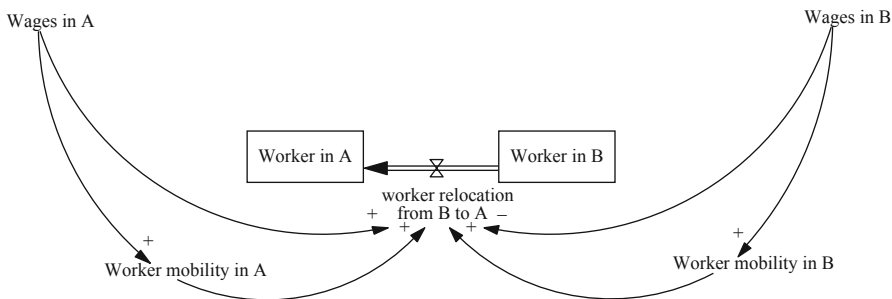 Wages in A
Wages in B
Worker in A
Worker in B
worker relocation
from B to A
+
+
+
–
+
+
Worker mobility in A
Worker mobility in B